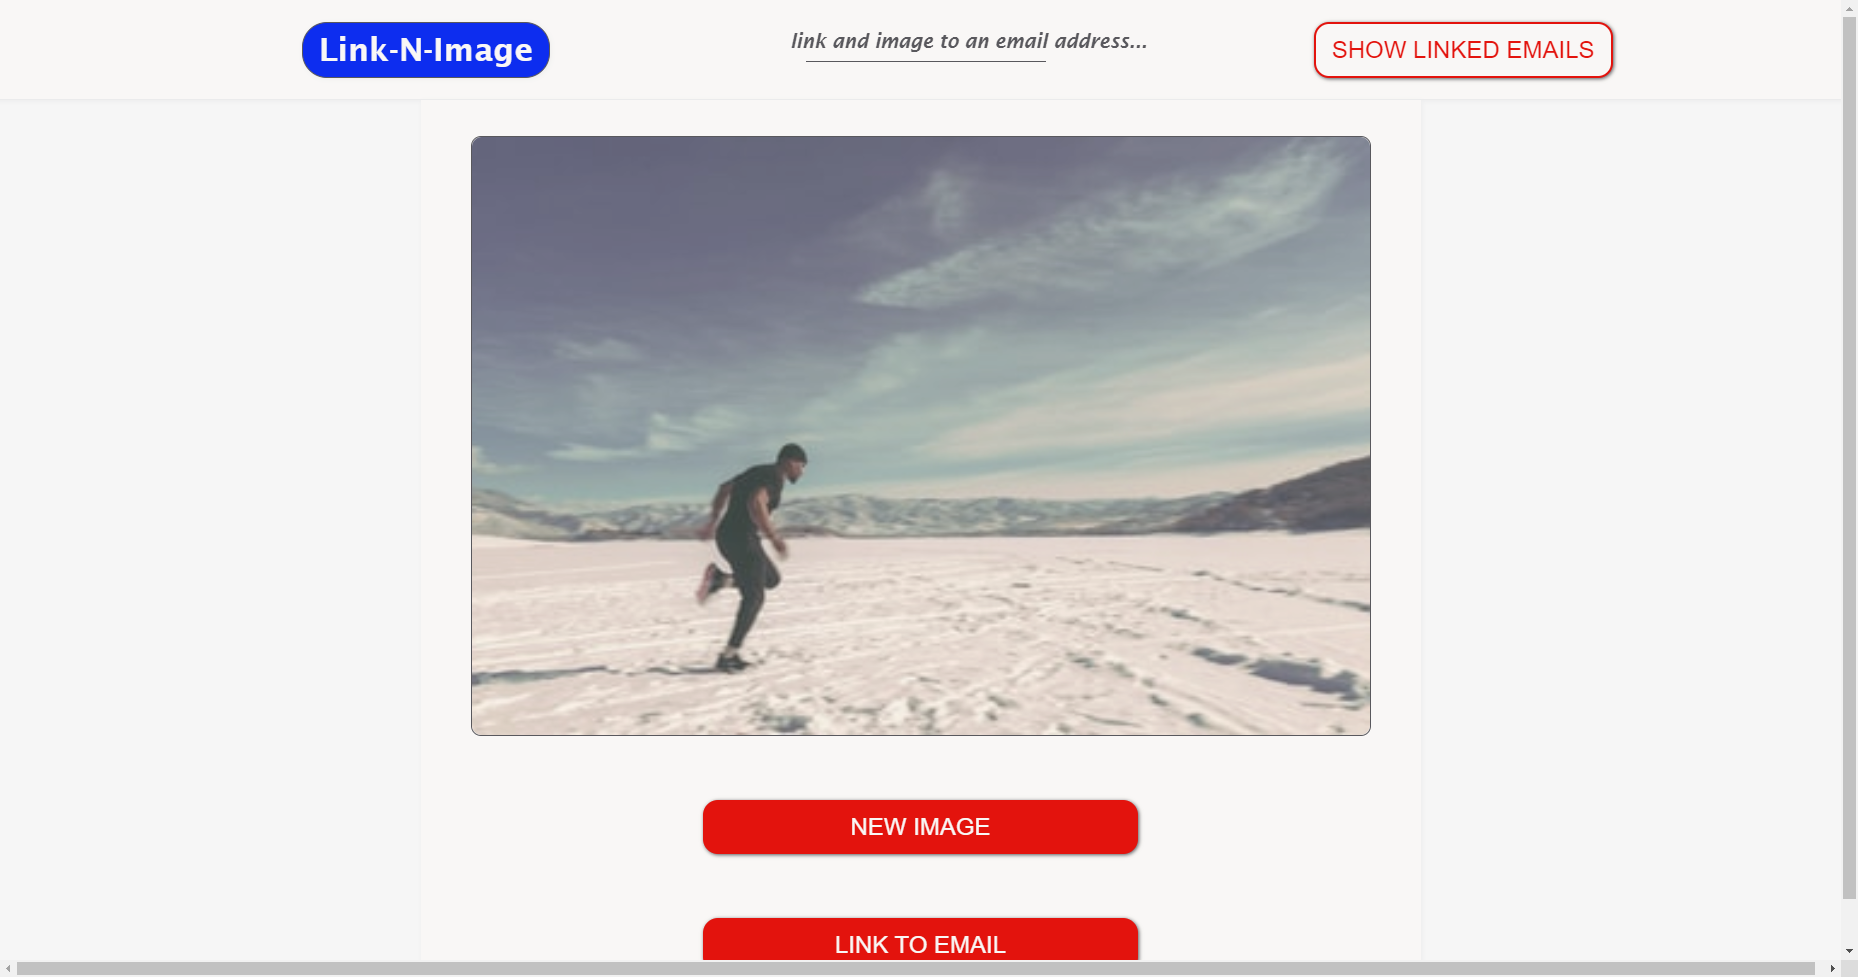 Link-N-Image
link and image to an email address...
SHOW LINKED EMAILS
NEW IMAGE
LINK TO EMAIL